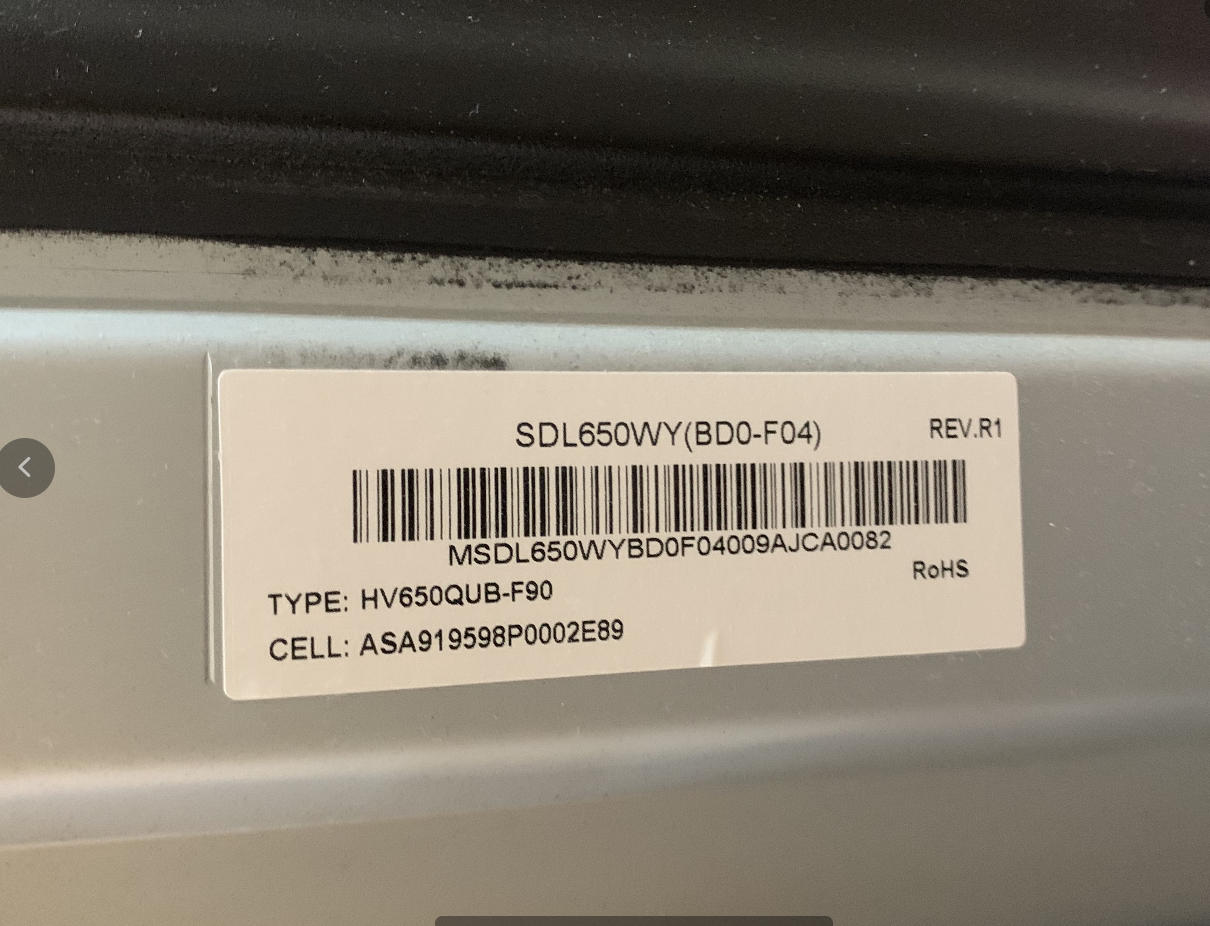 SDL650WY(BD0-F04)
REV.R1
MSDL650WYBD0F04009AJCA0082
RoHS
TYPE: HV650QUB-F90
CELL: ASA919598P0002E89